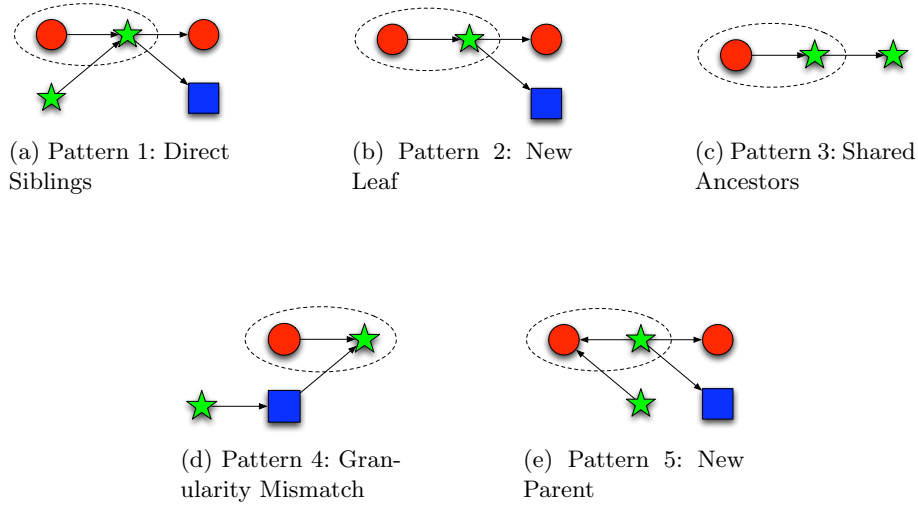 (a) Pattern 1: Direct
Siblings
(b) Pattern 2: New
Leaf
(c) Pattern 3: Shared
Ancestors
(d) Pattern 4: Gran-
ularity Mismatch
(e) Pattern 5: New
Parent